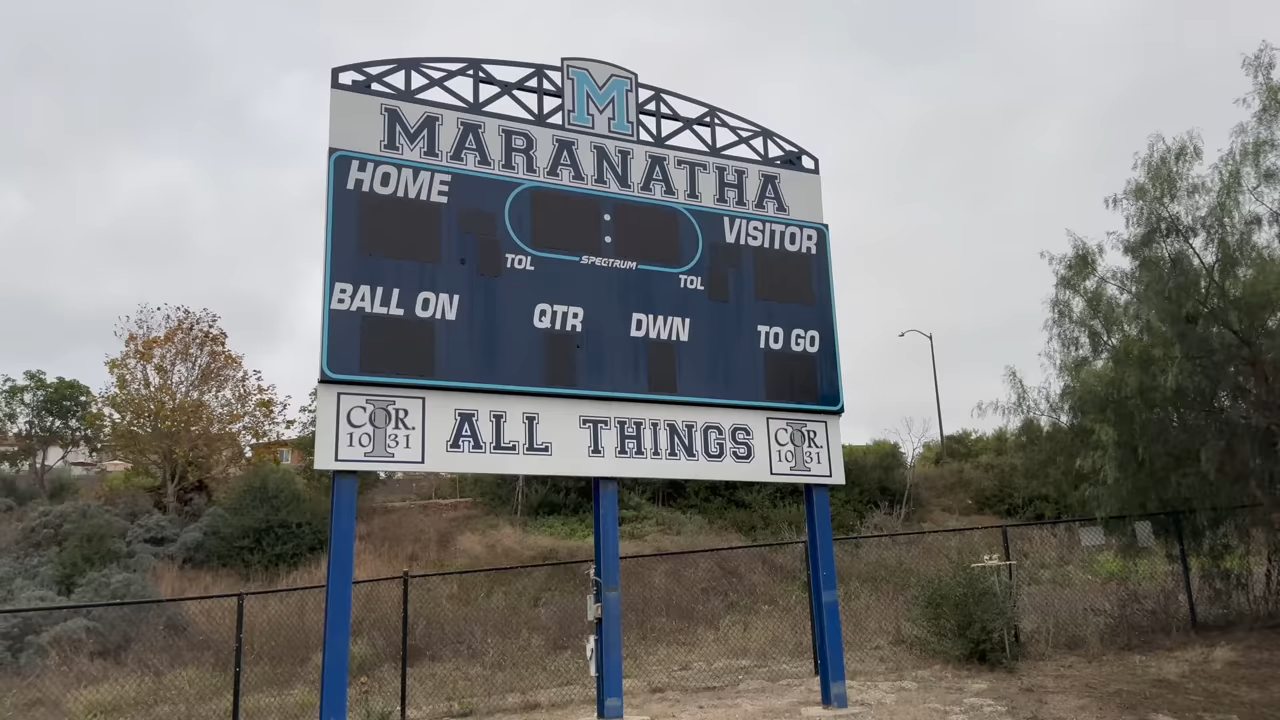 M
MARANATHA
HOME
:
VISITOR
TOL
SPECTRUM
TOL
BALL ON
QTR
DWN
TO GO
I COR.
10 31
ALL THINGS
I COR.
10 31